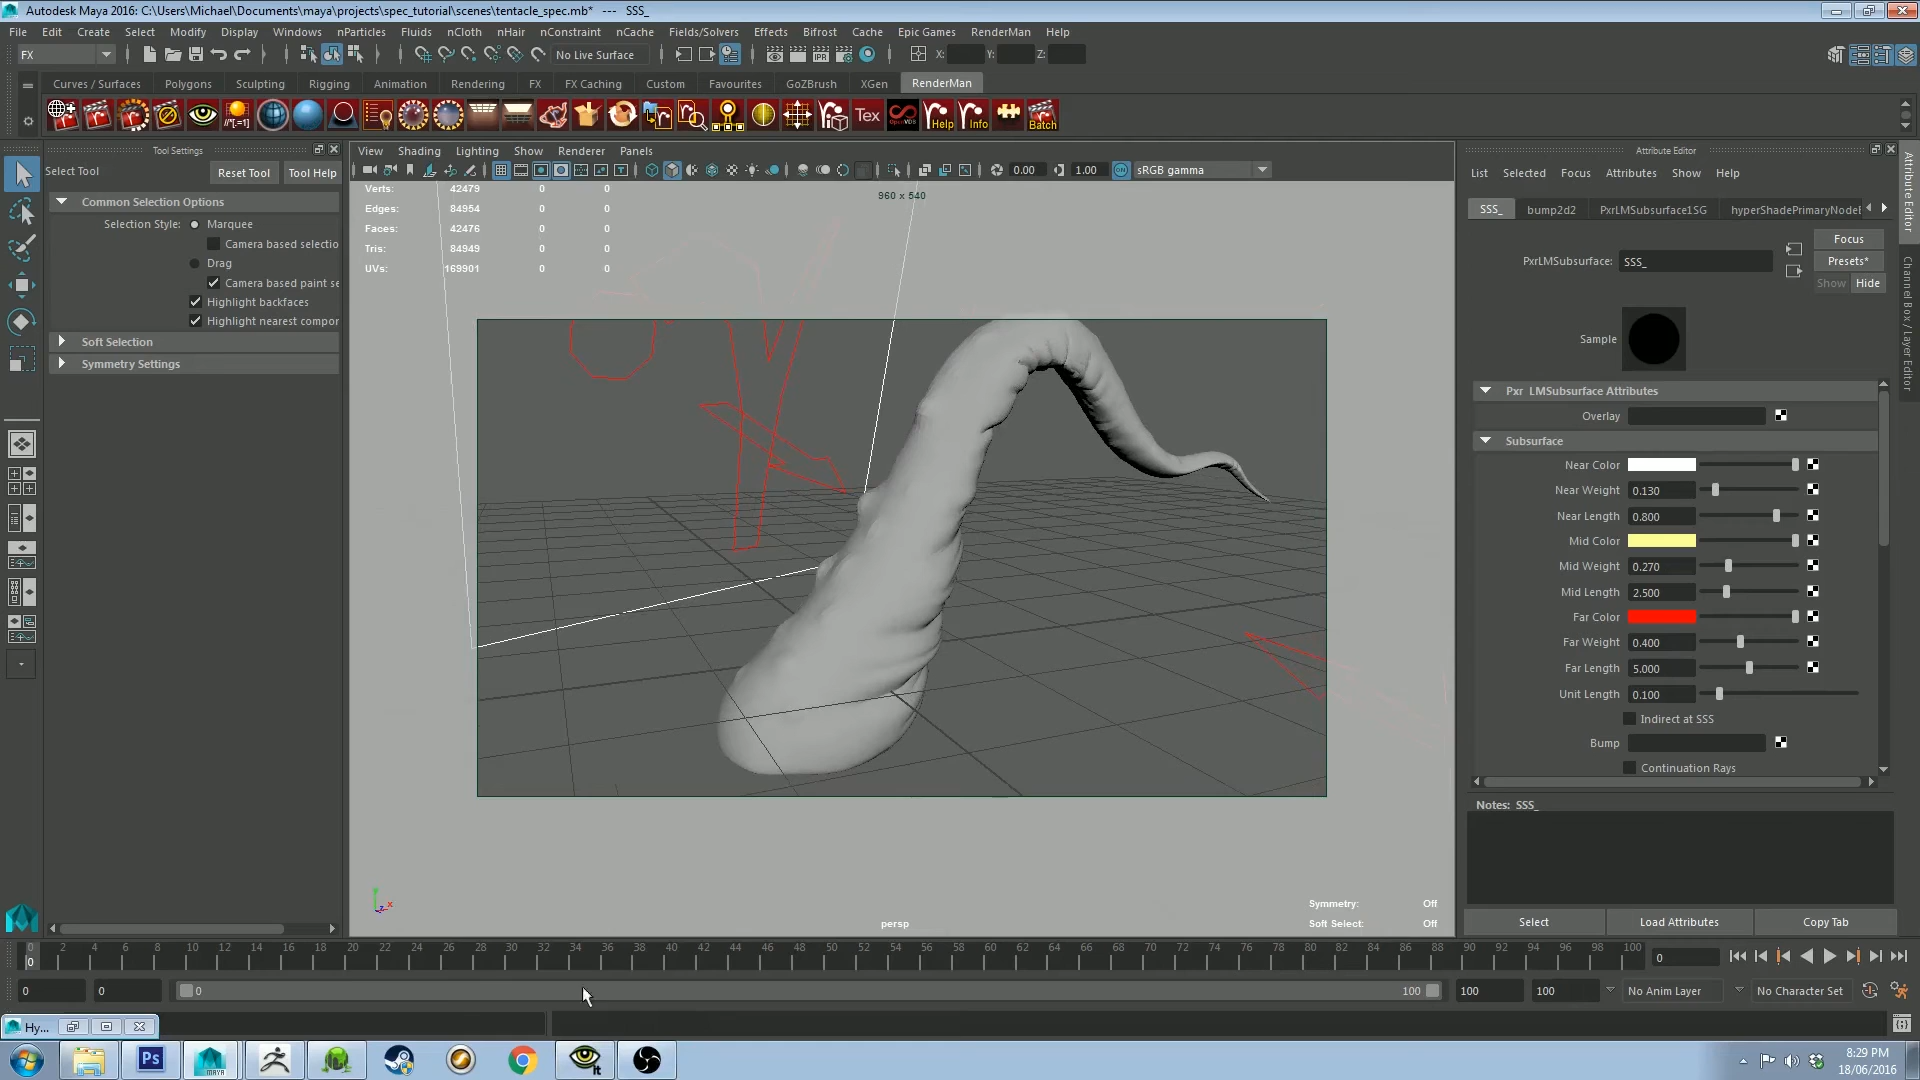 Autodesk Maya 2016: C:\Users\Michael\Documents\maya\projects\spec_tutorial\scenes\tentacle_spec.mb* --- SSS_
File Edit Create Select Modify Display Windows nParticles Fluids nCloth nHair nConstraint nCache Fields/Solvers Effects Bifrost Cache Epic Games RenderMan Help
FX No Live Surface X: Y: Z:
Curves / Surfaces Polygons Sculpting Rigging Animation Rendering FX FX Caching Custom Favourites GoZBrush XGen RenderMan
Tex Help Info Batch
Tool Settings
Select Tool Reset Tool Tool Help
Common Selection Options
Selection Style: Marquee
Camera based selectio
Drag
Camera based paint se
Highlight backfaces
Highlight nearest compor
Soft Selection
Symmetry Settings
View Shading Lighting Show Renderer Panels
0.00 1.00 sRGB gamma
Verts: 42479 0 0
Edges: 84954 0 0
Faces: 42476 0 0
Tris: 84949 0 0
UVs: 169901 0 0
960 x 540
persp
Symmetry: Off
Soft Select: Off
Attribute Editor
List Selected Focus Attributes Show Help
SSS_ bump2d2 PxrLMSubsurface1SG hyperShadePrimaryNodeE
Focus
PxrLMSubsurface: SSS_ Presets*
Show Hide
Sample
Pxr LMSubsurface Attributes
Overlay
Subsurface
Near Color
Near Weight 0.130
Near Length 0.800
Mid Color
Mid Weight 0.270
Mid Length 2.500
Far Color
Far Weight 0.400
Far Length 5.000
Unit Length 0.100
Indirect at SSS
Bump
Continuation Rays
Notes: SSS_
Select Load Attributes Copy Tab
Attribute Editor
Channel Box / Layer Editor
0 2 4 6 8 10 12 14 16 18 20 22 24 26 28 30 32 34 36 38 40 42 44 46 48 50 52 54 56 58 60 62 64 66 68 70 72 74 76 78 80 82 84 86 88 90 92 94 96 98 100
0 0
0 0 0 100 100 100 No Anim Layer No Character Set
Hy...
Ps MAYA it
8:29 PM
18/06/2016